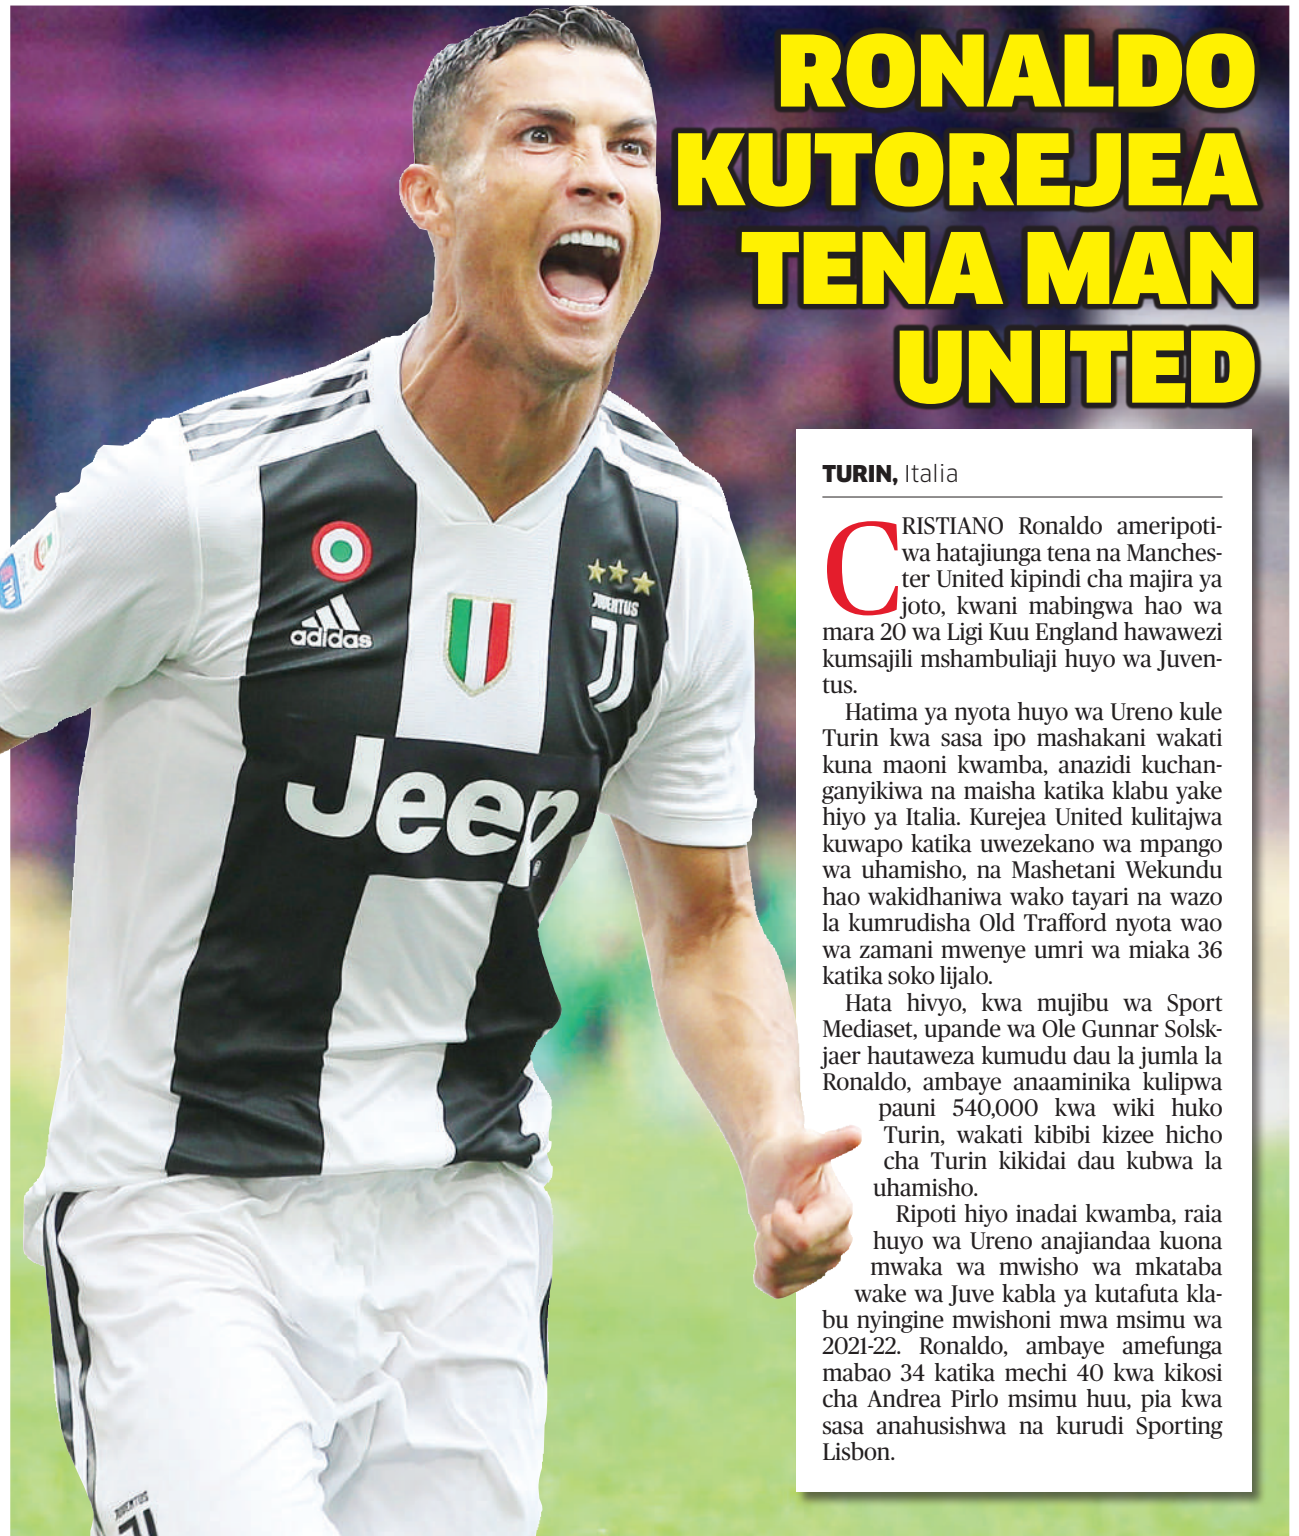 RONALDO
KUTOREJEA
TENA MAN
UNITED
TURIN, Italia
CRISTIANO Ronaldo ameripoti-
wa hatajiunga tena na Manches-
ter United kipindi cha majira ya
joto, kwani mabingwa hao wa
mara 20 wa Ligi Kuu England hawawezi
kumsajili mshambuliaji huyo wa Juven-
tus.
Hatima ya nyota huyo wa Ureno kule
Turin kwa sasa ipo mashakani wakati
kuna maoni kwamba, anazidi kuchan-
ganyikiwa na maisha katika klabu yake
hiyo ya Italia. Kurejea United kulitajwa
kuwapo katika uwezekano wa mpango
wa uhamisho, na Mashetani Wekundu
hao wakidhaniwa wako tayari na wazo
la kumrudisha Old Trafford nyota wao
wa zamani mwenye umri wa miaka 36
katika soko lijalo.
Hata hivyo, kwa mujibu wa Sport
Mediaset, upande wa Ole Gunnar Solsk-
jaer hautaweza kumudu dau la jumla la
Ronaldo, ambaye anaaminika kulipwa
pauni 540,000 kwa wiki huko
Turin, wakati kibibi kizee hicho
cha Turin kikidai dau kubwa la
uhamisho.
Ripoti hiyo inadai kwamba, raia
huyo wa Ureno anajiandaa kuona
mwaka wa mwisho wa mkataba
wake wa Juve kabla ya kutafuta kla-
bu nyingine mwishoni mwa msimu wa
2021-22. Ronaldo, ambaye amefunga
mabao 34 katika mechi 40 kwa kikosi
cha Andrea Pirlo msimu huu, pia kwa
sasa anahusishwa na kurudi Sporting
Lisbon.
adidas
JUVENTUS
Jeep
TIM
JUVENTUS